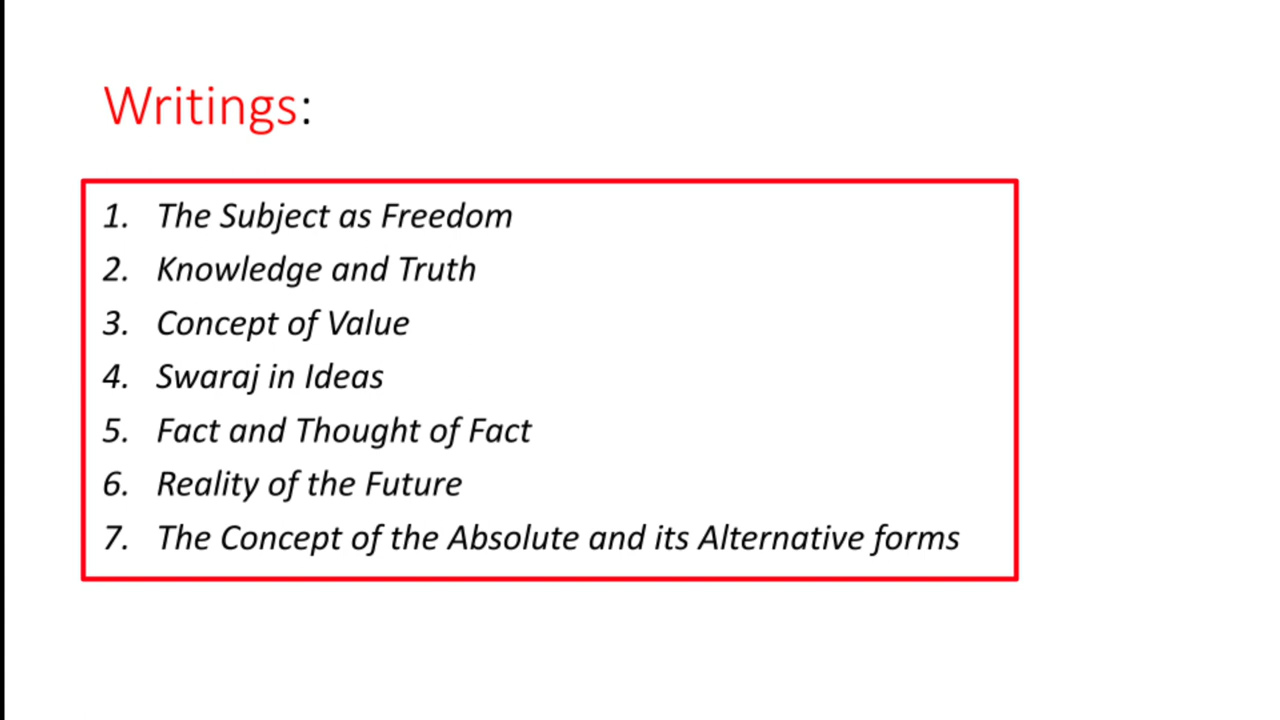 Writings:
1. The Subject as Freedom
2. Knowledge and Truth
3. Concept of Value
4. Swaraj in Ideas
5. Fact and Thought of Fact
6. Reality of the Future
7. The Concept of the Absolute and its Alternative forms